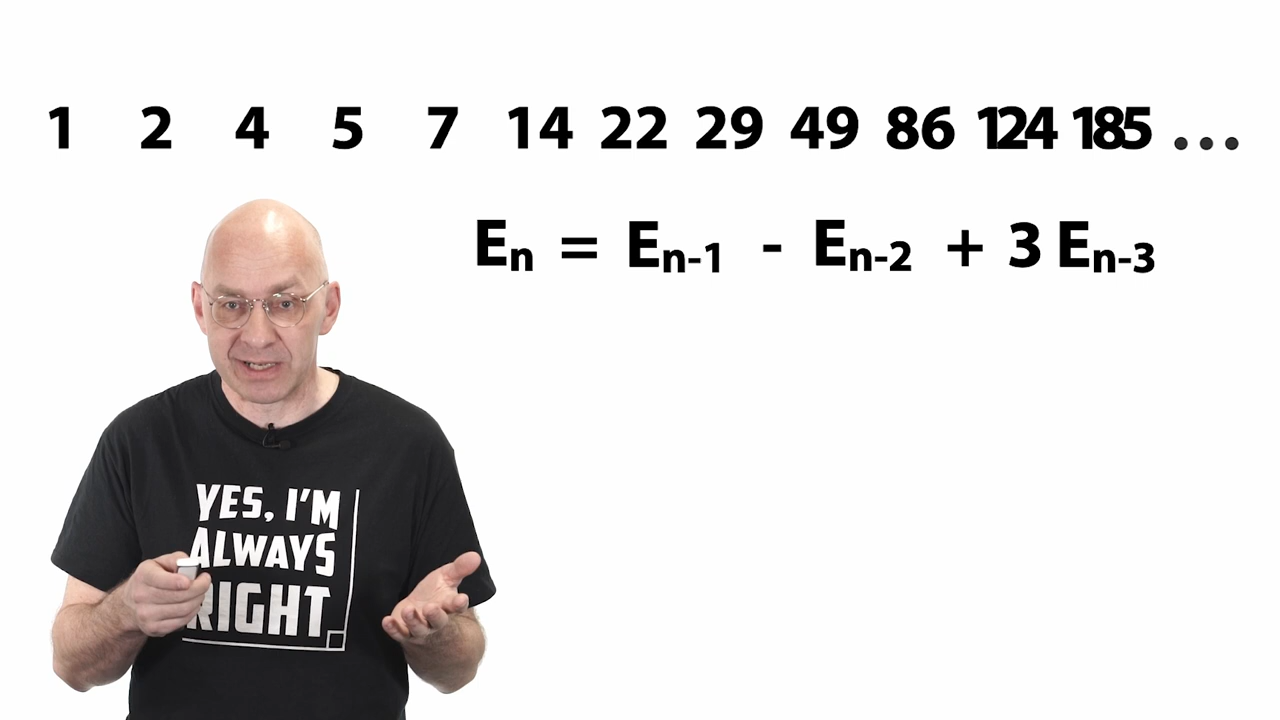 1 2 4 5 7 14 22 29 49 86 124 185 ...
Eₙ = Eₙ₋₁ - Eₙ₋₂ + 3 Eₙ₋₃
YES, I'M
ALWAYS
RIGHT